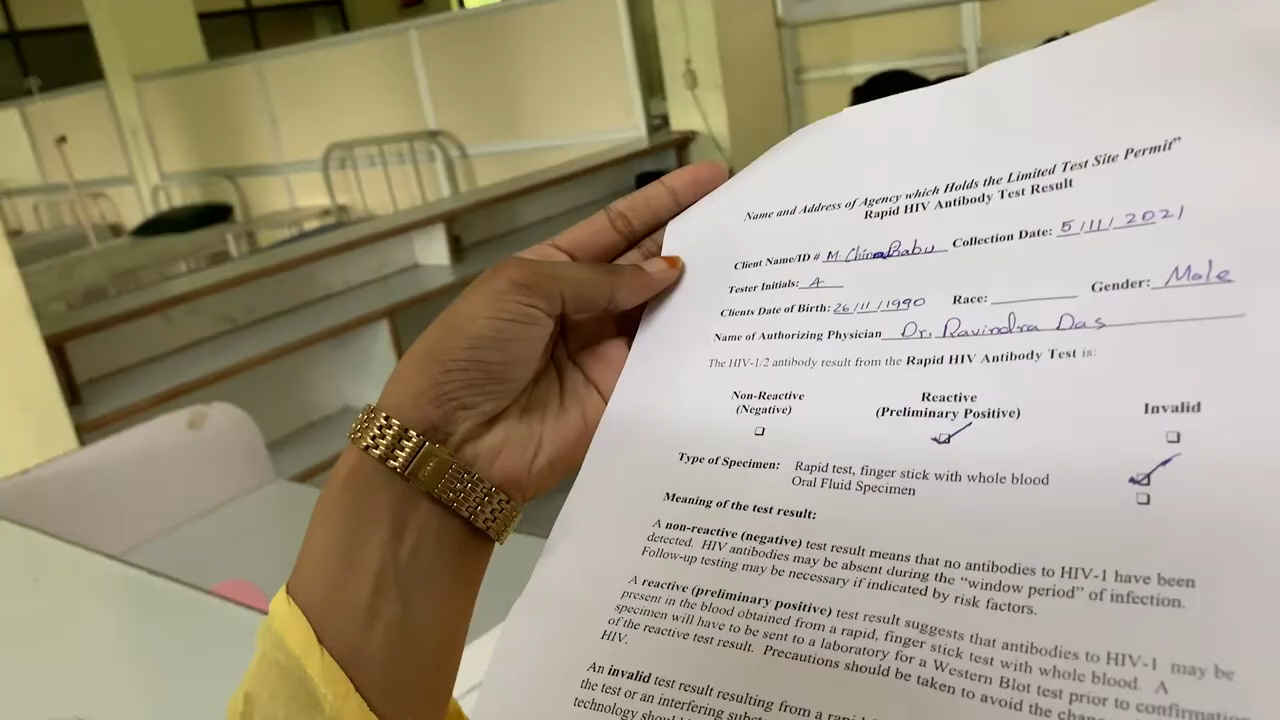 Name and Address of Agency which Holds the Limited Test Site Permit”
Rapid HIV Antibody Test Result
Client Name/ID # M. ChinnaBabu Collection Date: 5/11/2021
Tester Initials: A
Clients Date of Birth: 26/11/1990 Race: Gender: Male
Name of Authorizing Physician Dr. Ravindra Das
The HIV-1/2 antibody result from the Rapid HIV Antibody Test is:
Non-Reactive Reactive Invalid
(Negative) (Preliminary Positive)
Type of Specimen: Rapid test, finger stick with whole blood
Oral Fluid Specimen
Meaning of the test result:
A non-reactive (negative) test result means that no antibodies to HIV-1 have been
detected. HIV antibodies may be absent during the “window period” of infection.
Follow-up testing may be necessary if indicated by risk factors.
A reactive (preliminary positive) test result suggests that antibodies to HIV-1 may be
present in the blood obtained from a rapid, finger stick test with whole blood. A
specimen will have to be sent to a laboratory for a Western Blot test prior to confirmation
of the reactive test result. Precautions should be taken to avoid the
HIV.
An invalid test result resulting from a
the test or an interfering
technology